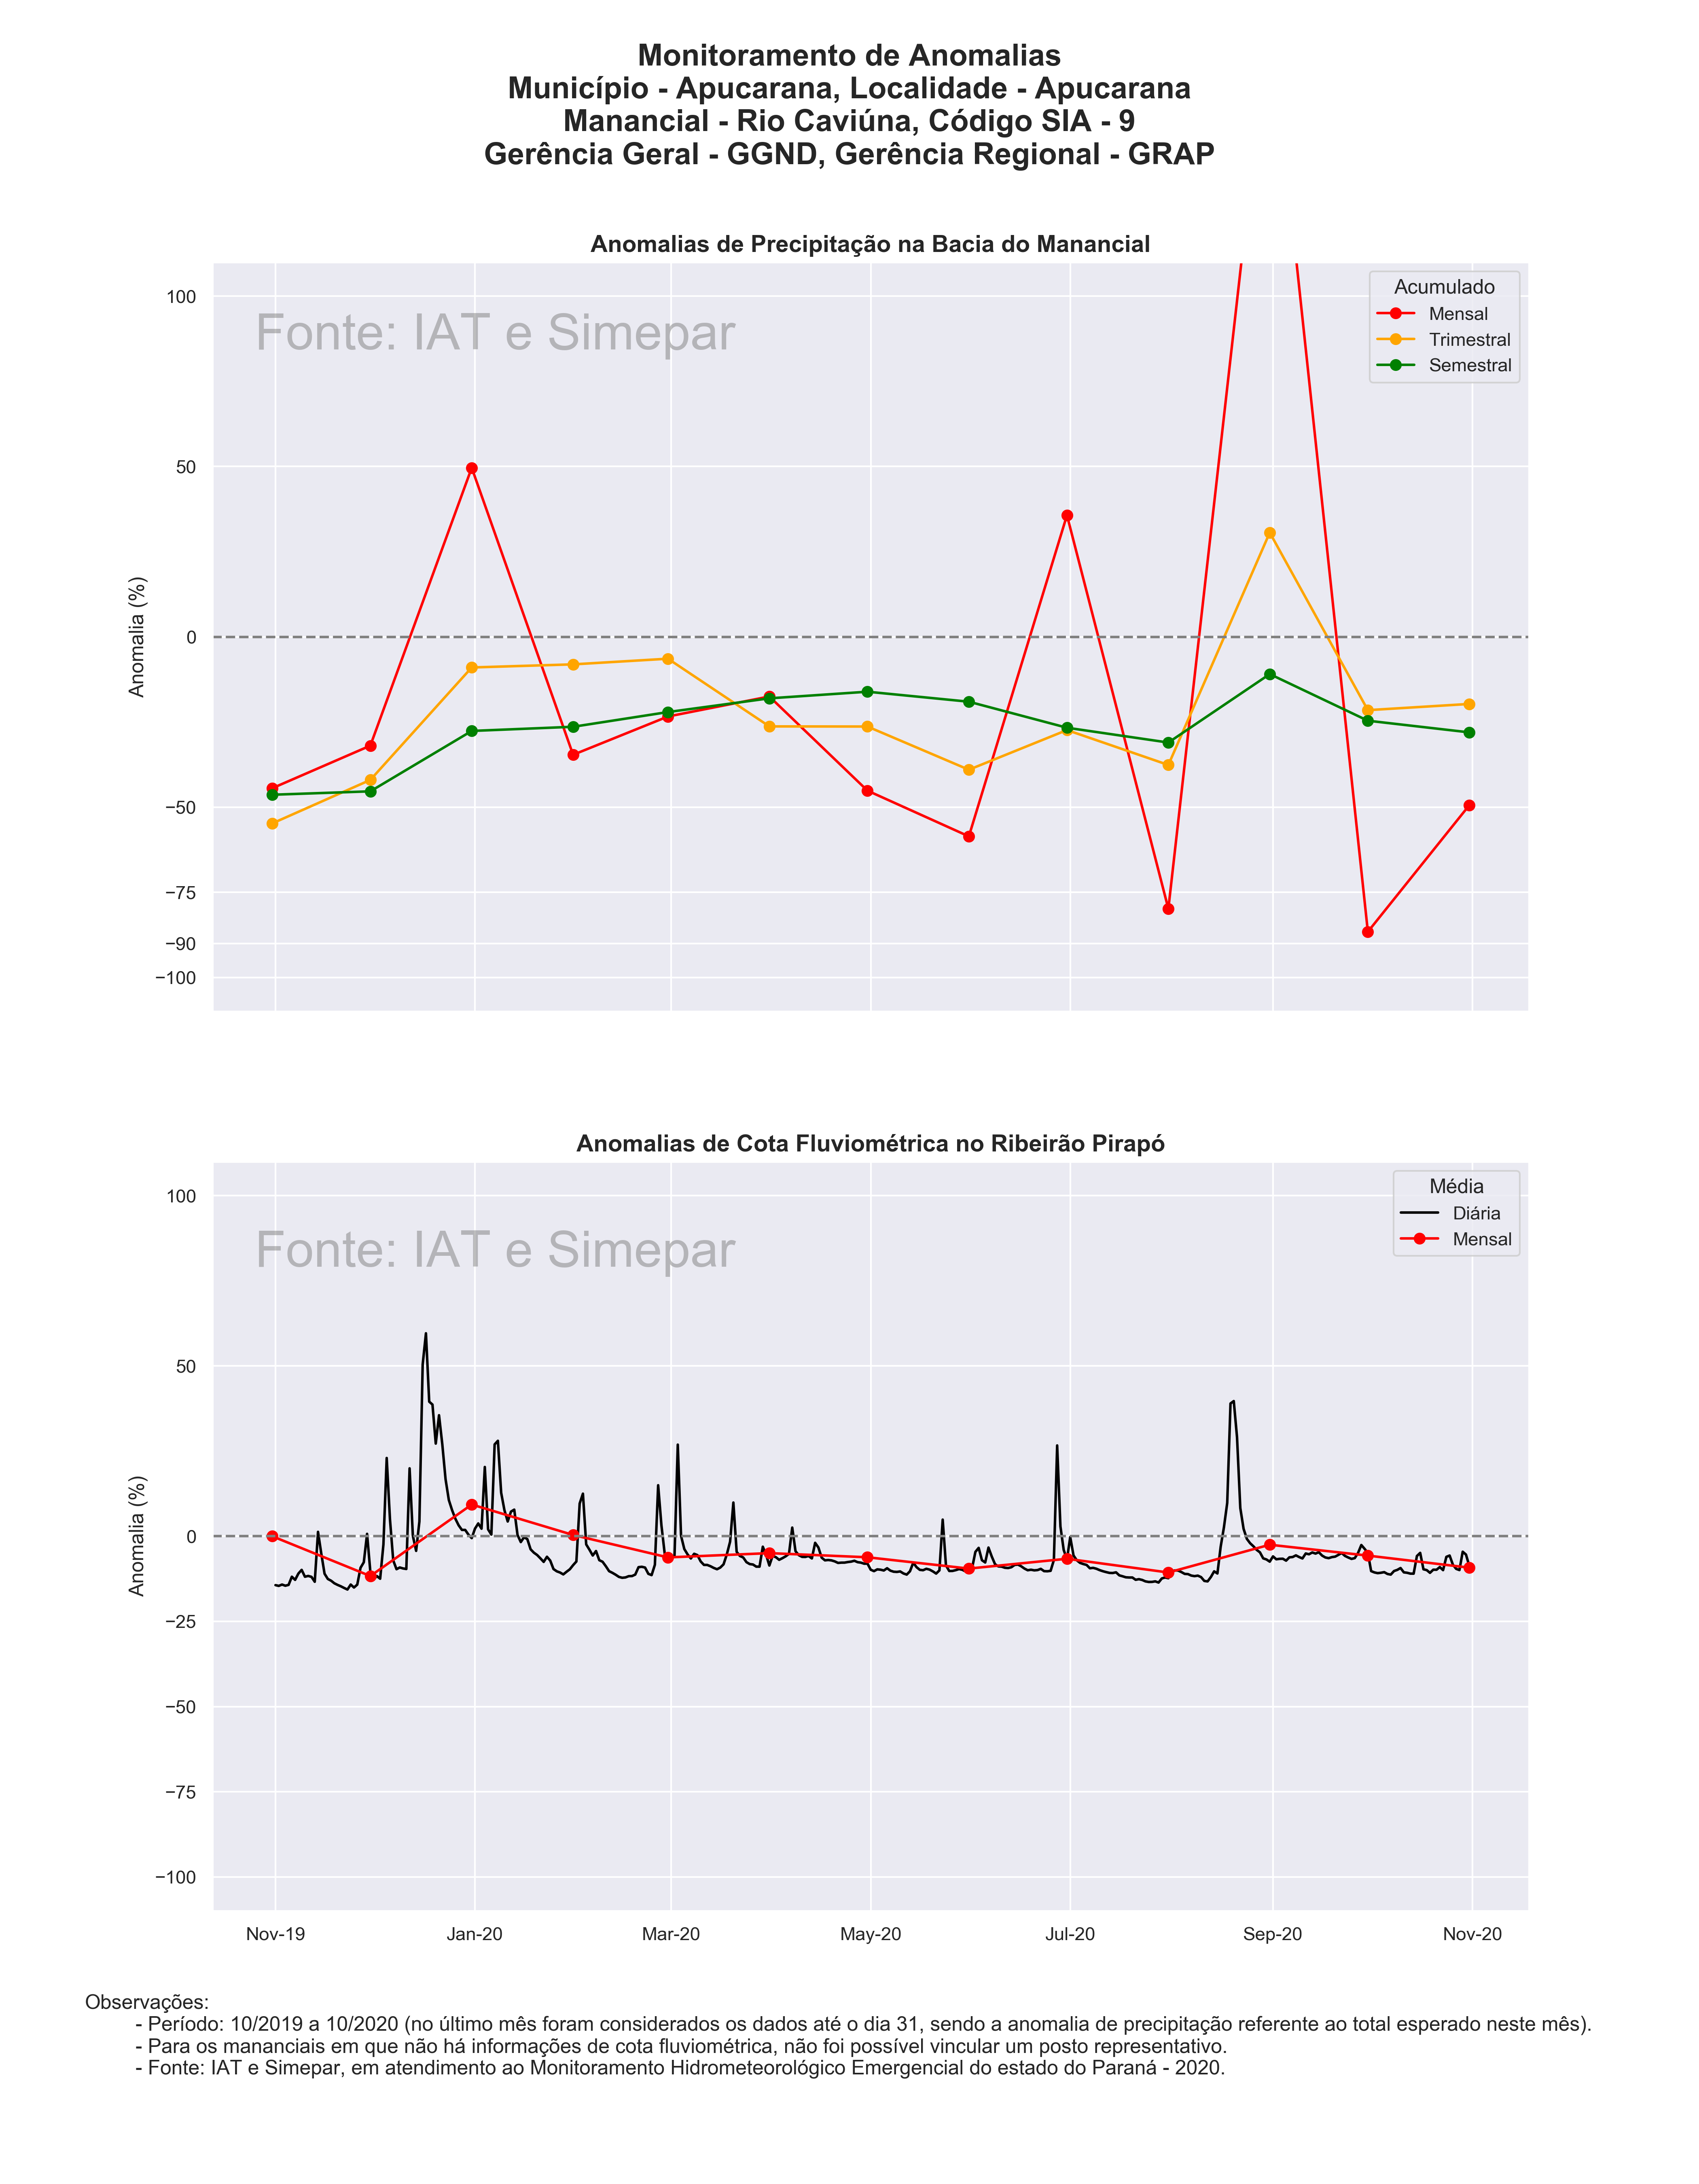 Monitoramento de Anomalias
Município - Apucarana, Localidade - Apucarana
Manancial - Rio Caviúna, Código SIA - 9
Gerência Geral - GGND, Gerência Regional - GRAP
Anomalias de Precipitação na Bacia do Manancial
Fonte: IAT e Simepar
Acumulado
Mensal
Trimestral
Semestral
Anomalia (%)
100
50
0
−50
−75
−90
−100
Anomalias de Cota Fluviométrica no Ribeirão Pirapó
Fonte: IAT e Simepar
Média
Diária
Mensal
Anomalia (%)
100
50
0
−25
−50
−75
−100
Nov-19 Jan-20 Mar-20 May-20 Jul-20 Sep-20 Nov-20
Observações:
- Período: 10/2019 a 10/2020 (no último mês foram considerados os dados até o dia 31, sendo a anomalia de precipitação referente ao total esperado neste mês).
- Para os mananciais em que não há informações de cota fluviométrica, não foi possível vincular um posto representativo.
- Fonte: IAT e Simepar, em atendimento ao Monitoramento Hidrometeorológico Emergencial do estado do Paraná - 2020.